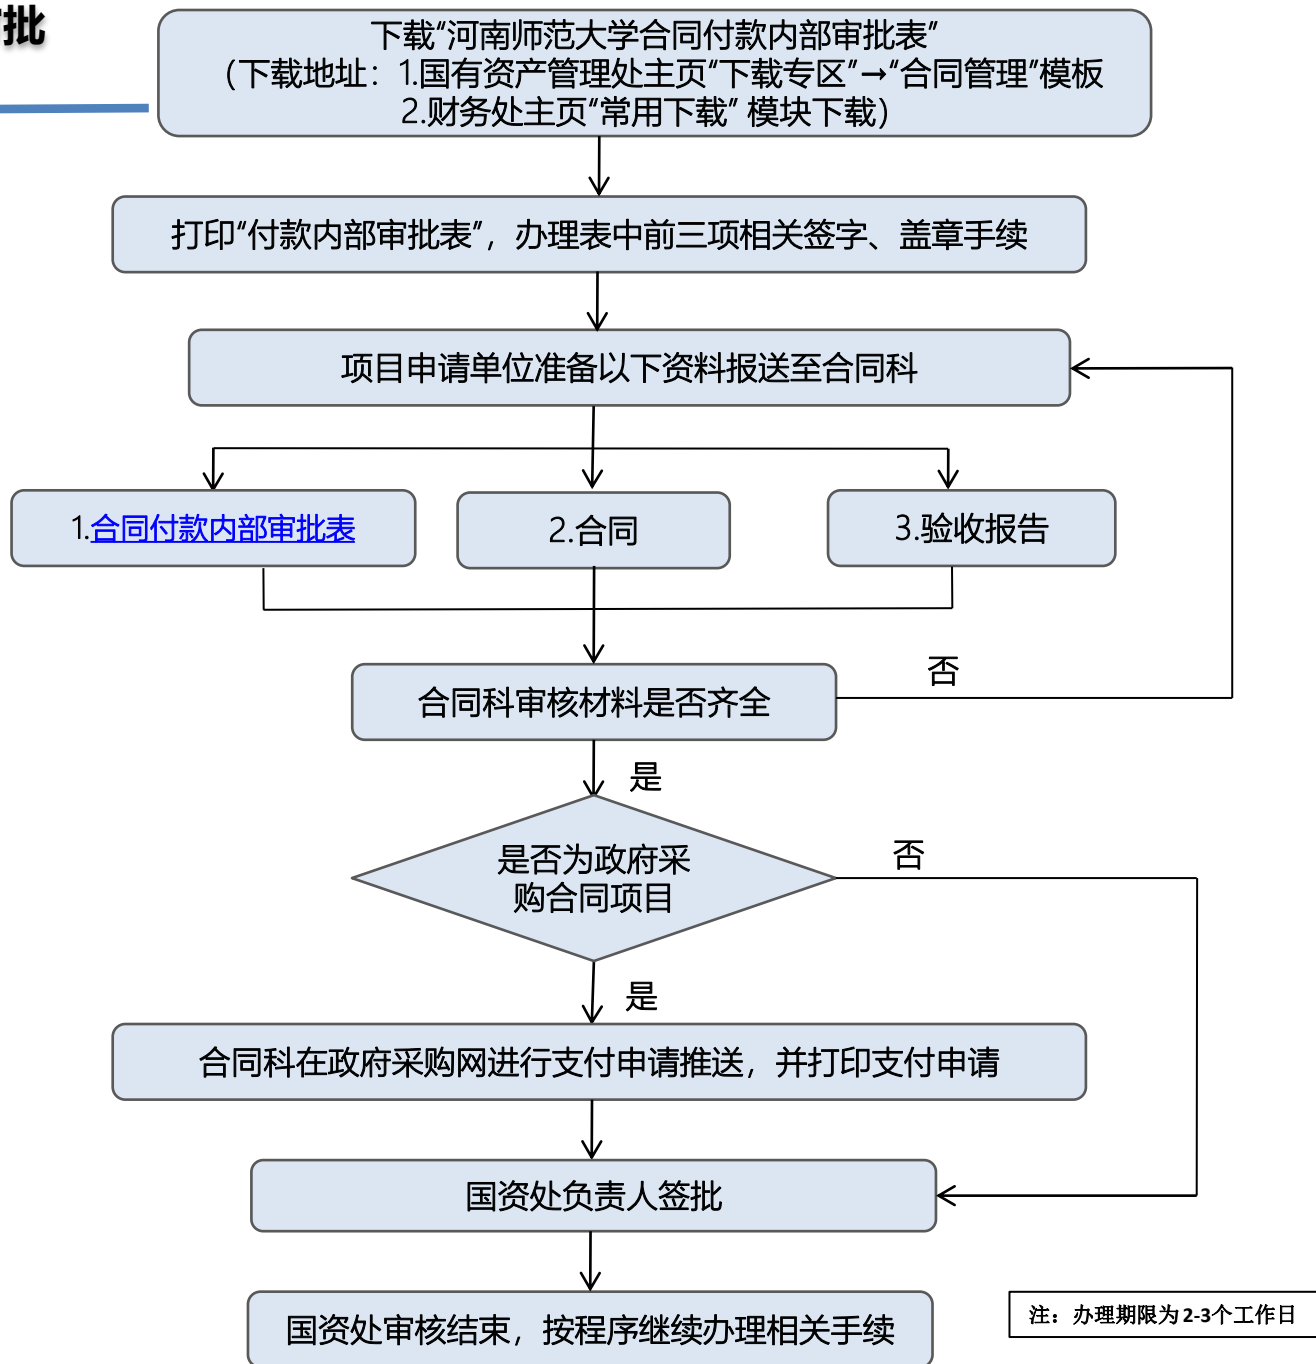 批
下载“河南师范大学合同付款内部审批表”
（下载地址：1.国有资产管理处主页“下载专区”→“合同管理”模板
2.财务处主页“常用下载” 模块下载）
打印“付款内部审批表”，办理表中前三项相关签字、盖章手续
项目申请单位准备以下资料报送至合同科
1.合同付款内部审批表
2.合同
3.验收报告
否
合同科审核材料是否齐全
是
否
是否为政府采
购合同项目
是
合同科在政府采购网进行支付申请推送，并打印支付申请
国资处负责人签批
国资处审核结束，按程序继续办理相关手续
注：办理期限为2-3个工作日